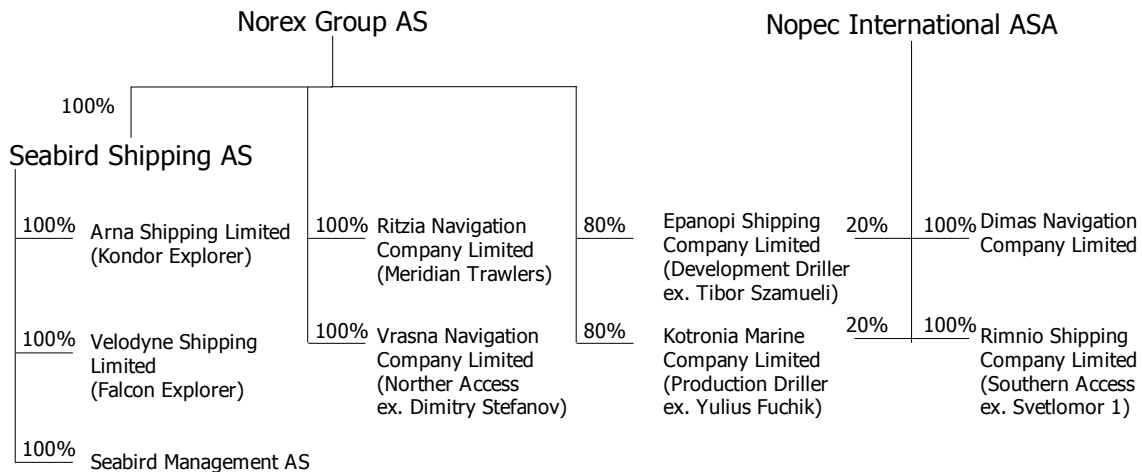 Norex Group AS
Nopec International ASA
100%
Seabird Shipping AS
100%
Arna Shipping Limited
(Kondor Explorer)
100%
Ritzia Navigation
Company Limited
(Meridian Trawlers)
80%
Epanopi Shipping
Company Limited
(Development Driller
ex. Tibor Szamueli)
20%
100%
Dimas Navigation
Company Limited
100%
Velodyne Shipping
Limited
(Falcon Explorer)
100%
Vrasna Navigation
Company Limited
(Norther Access
ex. Dimitry Stefanov)
80%
Kotronia Marine
Company Limited
(Production Driller
ex. Yulius Fuchik)
20%
100%
Rimnio Shipping
Company Limited
(Southern Access
ex. Svetlomor 1)
100%
Seabird Management AS